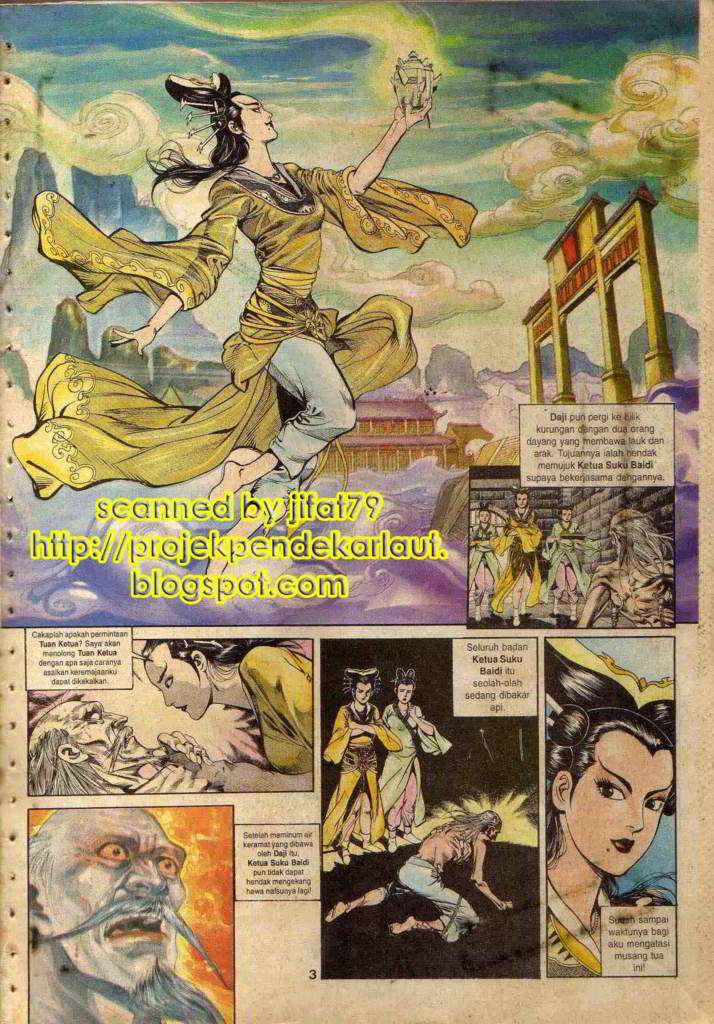 Daji pun pergi ke bilik
kurungan dangan dua orang
dayang yang membawa lauk dan
arak. Tujuannya ialah hendak
memujuk Ketua Suku Baidi
supaya bekerjasama dengannya.
scanned by jifat79
http://projekpendekarlaut.
blogspot.com
Cakaplah apakah permintaan
Tuan Ketua? Saya akan
menolong Tuan Ketua
dengan apa saja caranya
asalkan keremajaanku
dapat dikekalkan.
Seluruh badan
Ketua Suku
Baidi itu
seolah-olah
sedang dibakar
api.
Setelah meminum air
keramat yang dibawa
oleh Daji itu,
Ketua Suku Baidi
pun tidak dapat
hendak mengekang
hawa nafsunya lagi!
Sudah sampai
waktunya bagi
aku mengatasi
musang tua
ini!
3